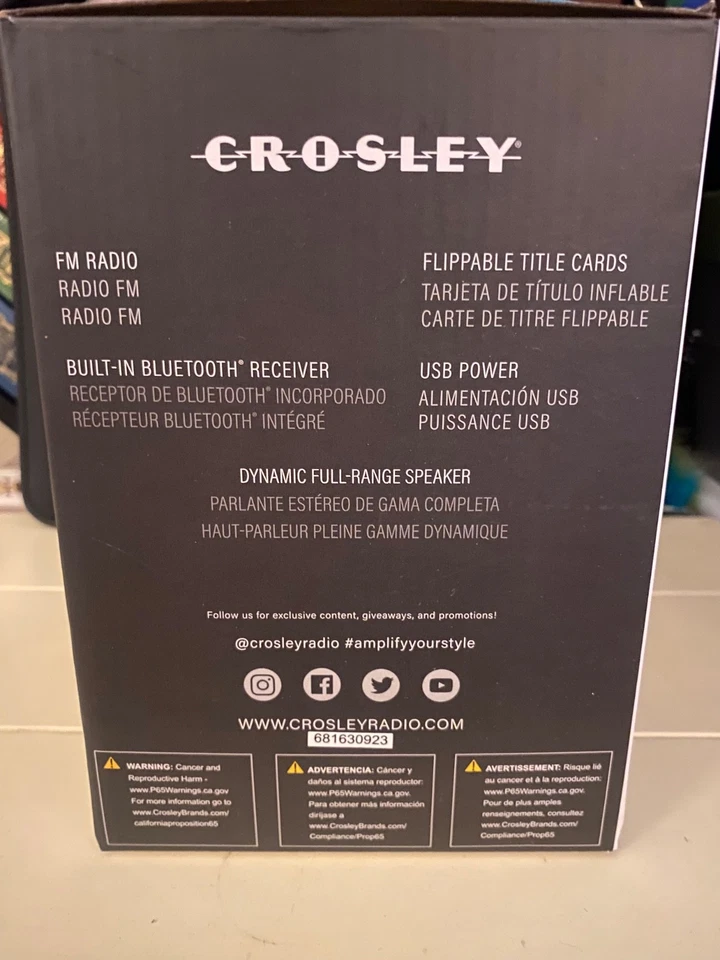 CROSLEY®
FM RADIO
RADIO FM
RADIO FM
FLIPPABLE TITLE CARDS
TARJETA DE TÍTULO INFLABLE
CARTE DE TITRE FLIPPABLE
BUILT-IN BLUETOOTH® RECEIVER
RECEPTOR DE BLUETOOTH® INCORPORADO
RÉCEPTEUR BLUETOOTH® INTÉGRÉ
USB POWER
ALIMENTACIÓN USB
PUISSANCE USB
DYNAMIC FULL-RANGE SPEAKER
PARLANTE ESTÉREO DE GAMA COMPLETA
HAUT-PARLEUR PLEINE GAMME DYNAMIQUE
Follow us for exclusive content, giveaways, and promotions!
@crosleyradio #amplifyyourstyle
WWW.CROSLEYRADIO.COM
681630923
WARNING: Cancer and
Reproductive Harm -
www.P65Warnings.ca.gov
For more information go to
www.CrosleyBrands.com/
californiaproposition65
ADVERTENCIA: Cáncer y
daños al sistema reproductor:
www.P65Warnings.ca.gov.
Para obtener más información
diríjase a
www.CrosleyBrands.com/
Compliance/Prop65
AVERTISSEMENT: Risque lié
au cancer et à la reproduction:
www.P65Warnings.ca.gov.
Pour de plus amples
renseignements, consultez
www.CrosleyBrands.com/
Compliance/Prop65